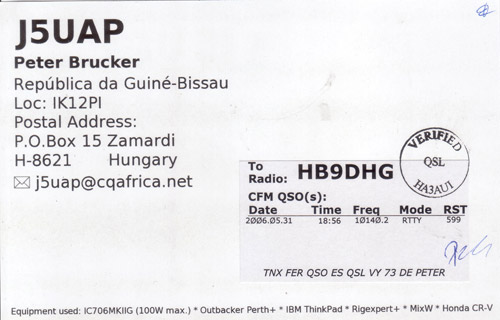 J5UAP
Peter Brucker
República da Guiné-Bissau
Loc: IK12PI
Postal Address:
P.O.Box 15 Zamardi
H-8621 Hungary
j5uap@cqafrica.net
VERIFIED
QSL
HA3AUI
To Radio: HB9DHG
CFM QSO(s):
Date Time Freq Mode RST
2006.05.31 18:56 10140.2 RTTY 599
TNX FER QSO ES QSL VY 73 DE PETER
Equipment used: IC706MKIIG (100W max.) * Outbacker Perth+ * IBM ThinkPad * Rigexpert+ * MixW * Honda CR-V